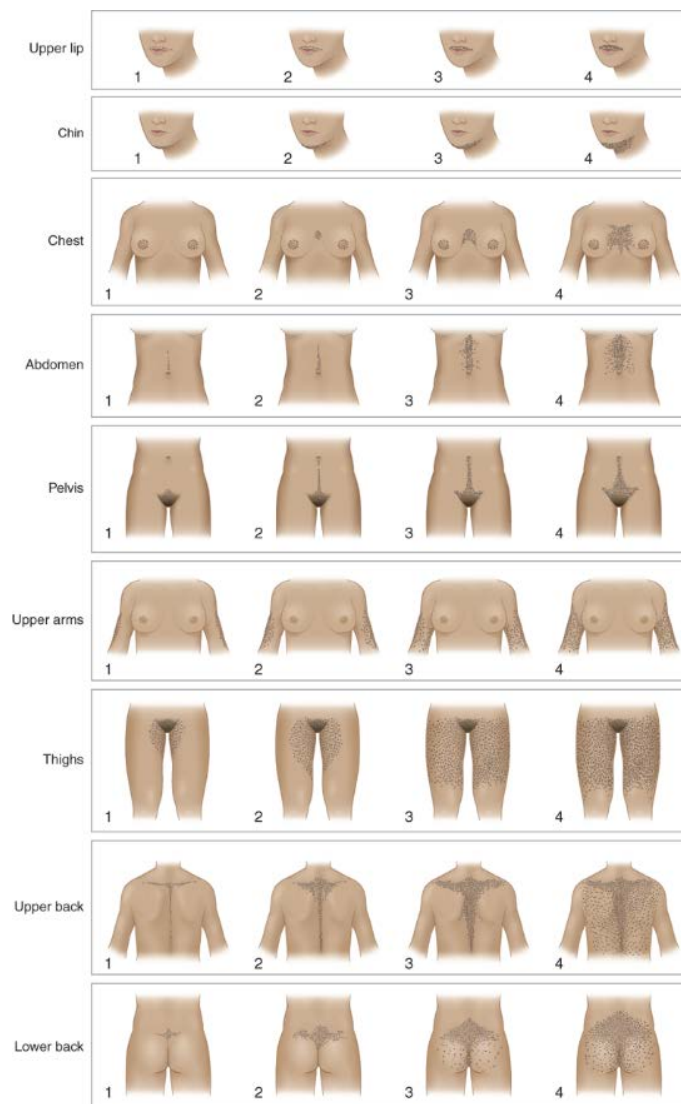 Upper lip
1 2 3 4
Chin
1 2 3 4
Chest
1 2 3 4
Abdomen
1 2 3 4
Pelvis
1 2 3 4
Upper arms
1 2 3 4
Thighs
1 2 3 4
Upper back
1 2 3 4
Lower back
1 2 3 4